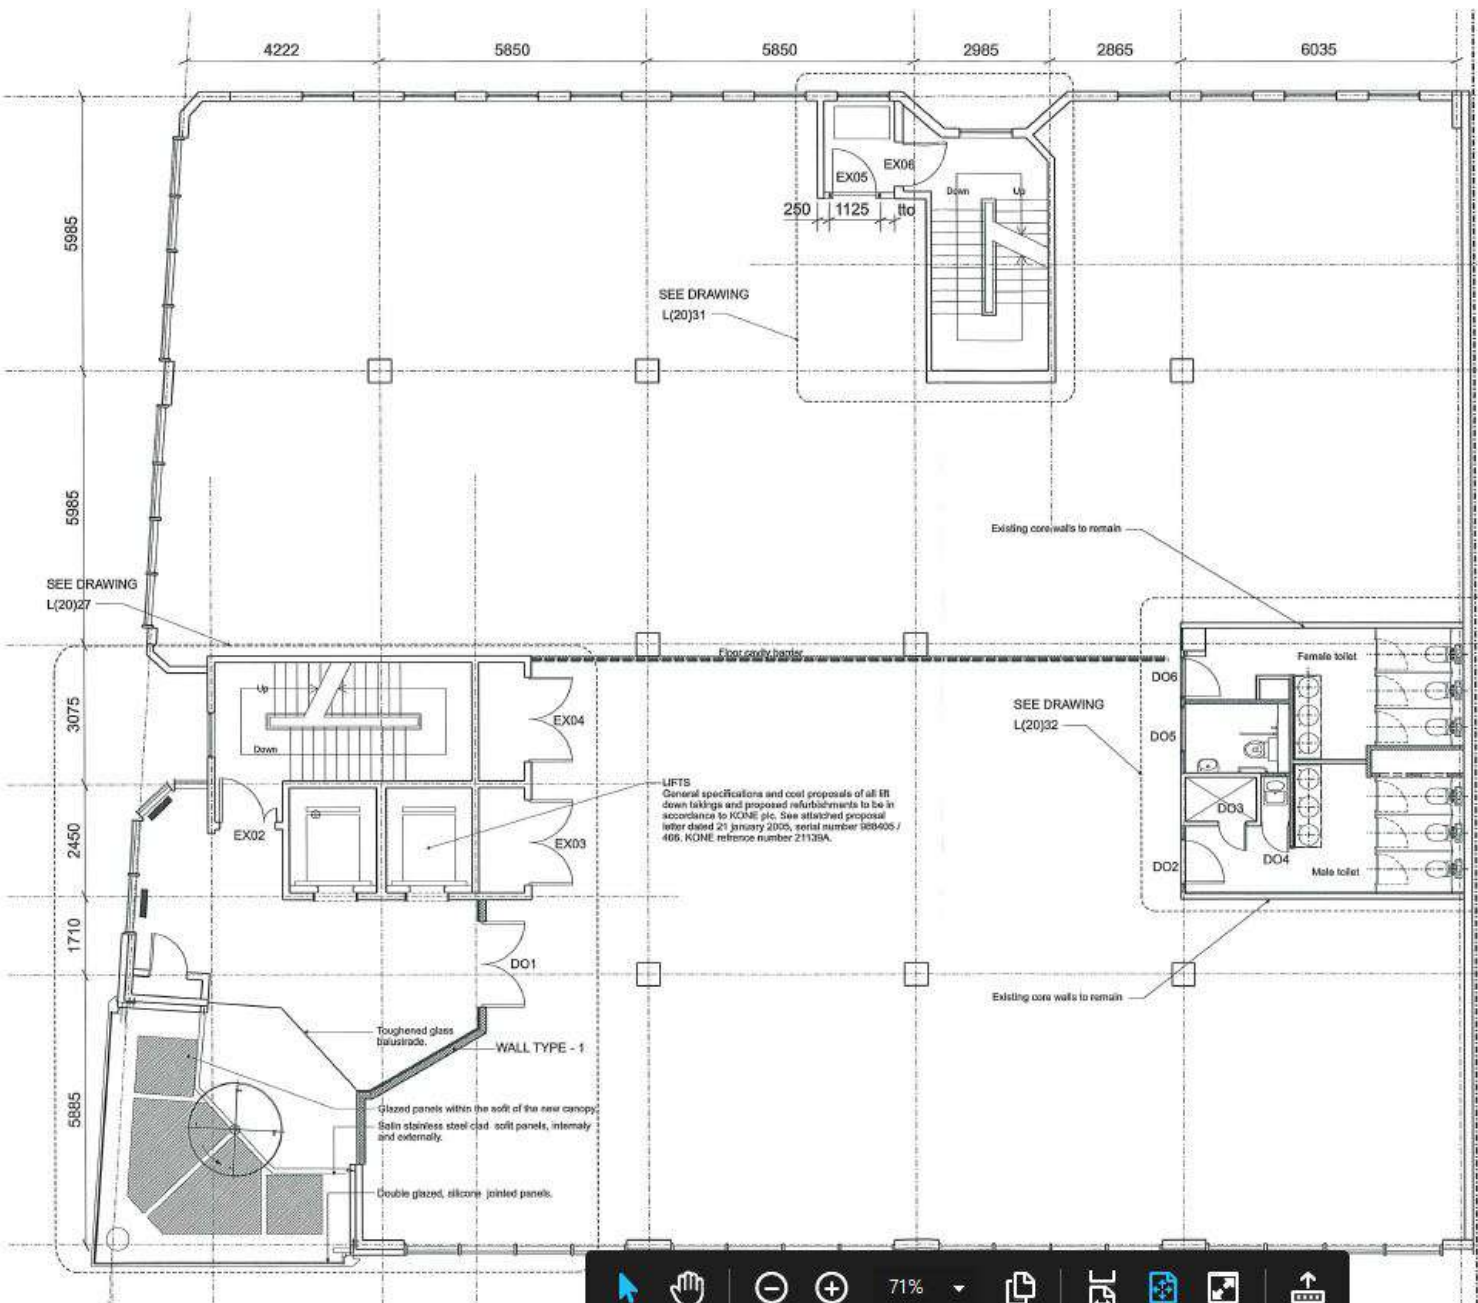 4222
5850
5850
2985
2865
6035
5985
EX05
EX06
Down
Up
250
1125
tto
SEE DRAWING
L(20)31
5985
Existing core walls to remain
SEE DRAWING
L(20)27
Floor cavity barrier
Female toilet
DO6
SEE DRAWING
L(20)32
DO5
3075
Up
Down
EX04
LIFTS
General specifications and cost proposals of all lift
down takings and proposed refurbishments to be in
accordance to KONE plc. See attatched proposal
letter dated 21 january 2005, serial number 988405 /
406. KONE refrence number 21139A.
2450
EX02
EX03
DO3
DO4
DO2
Male toilet
1710
DO1
Existing core walls to remain
Toughened glass
balustrade.
WALL TYPE - 1
5885
Glazed panels within the sofit of the new canopy.
Satin stainless steel clad sofit panels, internaly
and externally.
Double glazed, silicone jointed panels.
71%